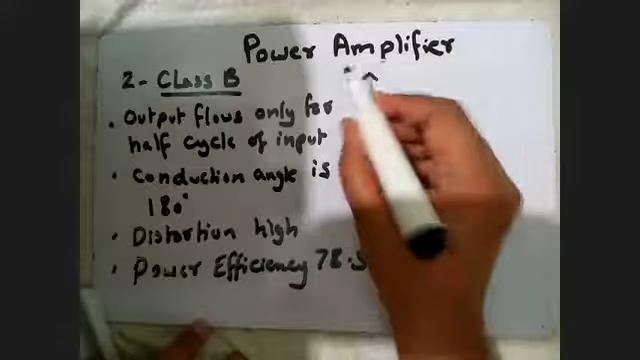 Power Amplifier
2- Class B
• Output flows only for
half cycle of input
• Conduction angle is
180°
• Distortion high
• Power Efficiency 78.5